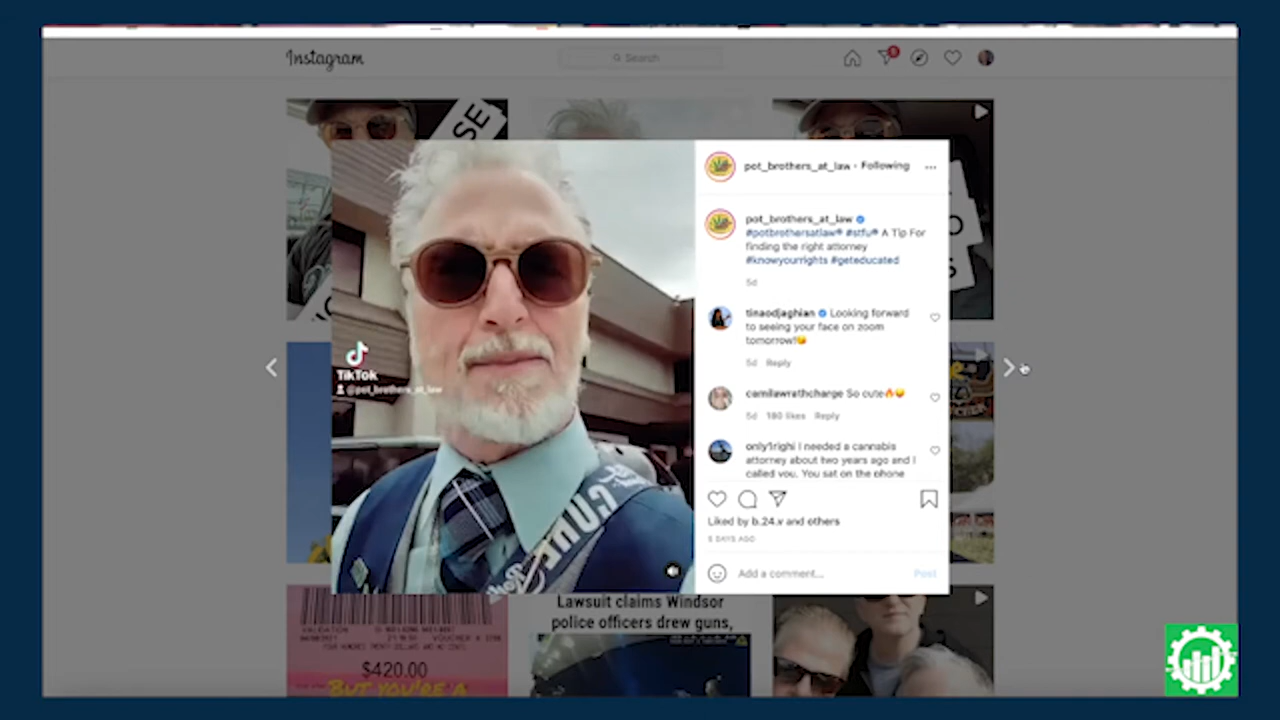 Instagram
Search
6
SE
pot_brothers_at_law • Following
pot_brothers_at_law
#potbrothersatlaw® #stfu® A Tip For
finding the right attorney
#knowyourrights #geteducated
5d
tinaodjaghian Looking forward
to seeing your face on zoom
tomorrow!😘
5d Reply
camilawrathcharge So cute🔥😛
5d 180 likes Reply
only1righi I needed a cannabis
attorney about two years ago and I
called you. You sat on the phone
Liked by b.24.v and others
5 DAYS AGO
Add a comment...
Post
TikTok
@pot_brothers_at_law
Lawsuit claims Windsor
police officers drew guns,
VALIDATION
$420.00
BUT YOU'RE A